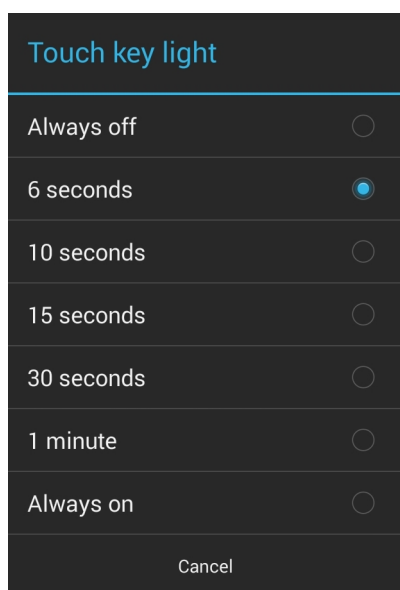 Touch key light
Always off
6 seconds
10 seconds
15 seconds
30 seconds
1 minute
Always on
Cancel